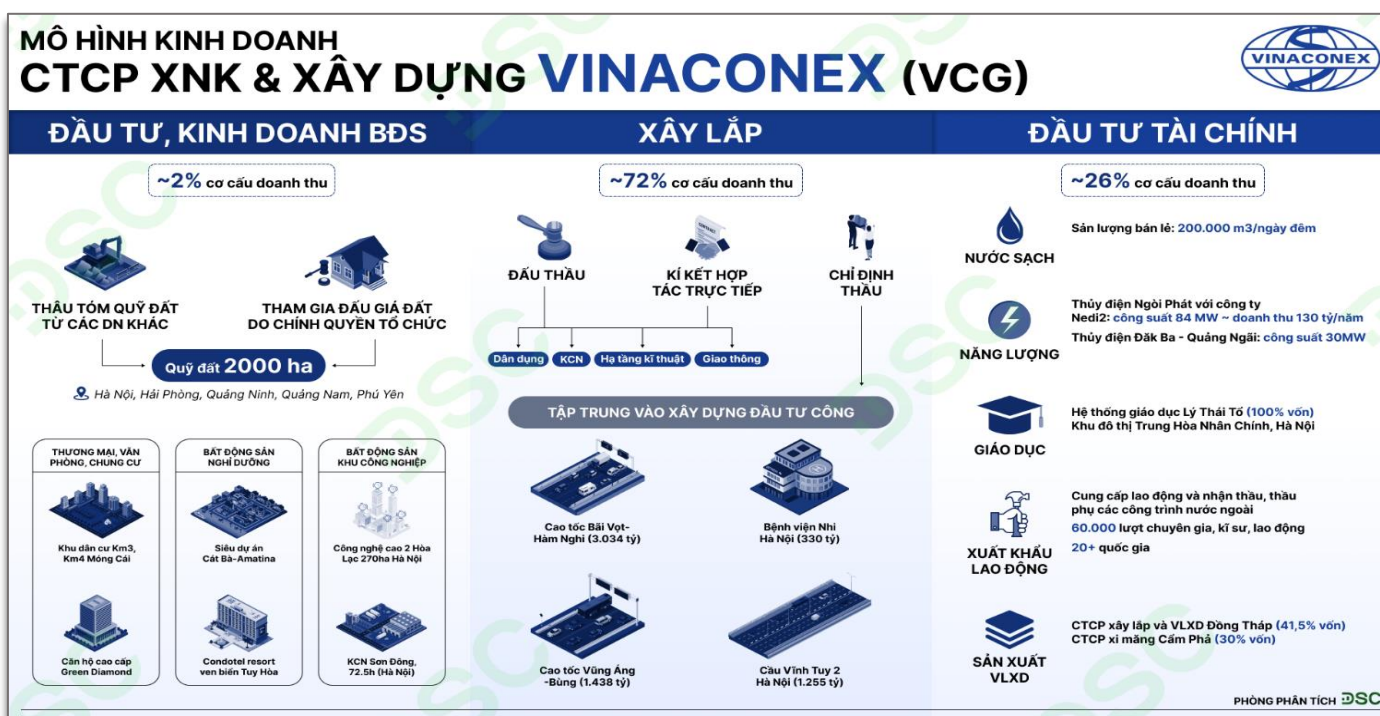 MÔ HÌNH KINH DOANH
CTCP XNK & XÂY DỰNG VINACONEX (VCG)
VINACONEX
ĐẦU TƯ, KINH DOANH BĐS
~2% cơ cấu doanh thu
THÂU TÓM QUỸ ĐẤT
TỪ CÁC DN KHÁC
THAM GIA ĐẤU GIÁ ĐẤT
DO CHÍNH QUYỀN TỔ CHỨC
Quỹ đất 2000 ha
Hà Nội, Hải Phòng, Quảng Ninh, Quảng Nam, Phú Yên
THƯƠNG MẠI, VĂN
PHÒNG, CHUNG CƯ
Khu dân cư Km3,
Km4 Móng Cái
Căn hộ cao cấp
Green Diamond
BẤT ĐỘNG SẢN
NGHỈ DƯỠNG
Siêu dự án
Cát Bà-Amatina
Condotel resort
ven biển Tuy Hòa
BẤT ĐỘNG SẢN
KHU CÔNG NGHIỆP
Công nghệ cao 2 Hòa
Lạc 270ha Hà Nội
KCN Sơn Đông,
72.5h (Hà Nội)
XÂY LẮP
~72% cơ cấu doanh thu
ĐẤU THẦU
KÍ KẾT HỢP
TÁC TRỰC TIẾP
CHỈ ĐỊNH
THẦU
Dân dụng
KCN
Hạ tầng kĩ thuật
Giao thông
TẬP TRUNG VÀO XÂY DỰNG ĐẦU TƯ CÔNG
Cao tốc Bãi Vọt-
Hàm Nghi (3.034 tỷ)
Bệnh viện Nhi
Hà Nội (330 tỷ)
Cao tốc Vũng Áng
-Bùng (1.438 tỷ)
Cầu Vĩnh Tuy 2
Hà Nội (1.255 tỷ)
ĐẦU TƯ TÀI CHÍNH
~26% cơ cấu doanh thu
NƯỚC SẠCH
Sản lượng bán lẻ: 200.000 m3/ngày đêm
NĂNG LƯỢNG
Thủy điện Ngòi Phát với công ty
Nedi2: công suất 84 MW ~ doanh thu 130 tỷ/năm
Thủy điện Đăk Ba - Quảng Ngãi: công suất 30MW
GIÁO DỤC
Hệ thống giáo dục Lý Thái Tổ (100% vốn)
Khu đô thị Trung Hòa Nhân Chính, Hà Nội
XUẤT KHẨU
LAO ĐỘNG
Cung cấp lao động và nhận thầu, thầu
phụ các công trình nước ngoài
60.000 lượt chuyên gia, kĩ sư, lao động
20+ quốc gia
SẢN XUẤT
VLXD
CTCP xây lắp và VLXD Đồng Tháp (41,5% vốn)
CTCP xi măng Cẩm Phả (30% vốn)
PHÒNG PHÂN TÍCH DSC